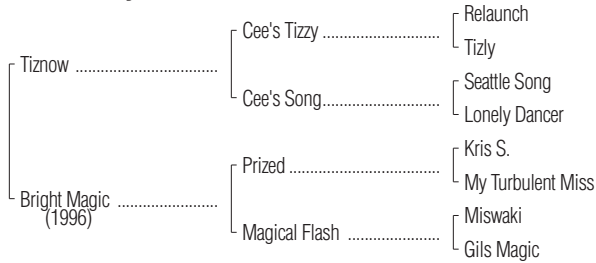 Relaunch
Cee's Tizzy
Tizly
Tiznow
Seattle Song
Cee's Song
Lonely Dancer
Kris S.
Prized
My Turbulent Miss
Bright Magic
(1996)
Miswaki
Magical Flash
Gils Magic